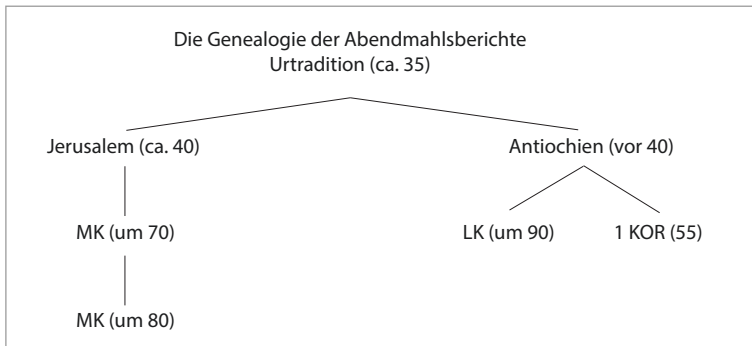 Die Genealogie der Abendmahlsberichte
Urtradition (ca. 35)
Jerusalem (ca. 40)
Antiochien (vor 40)
MK (um 70)
LK (um 90)
1 KOR (55)
MK (um 80)